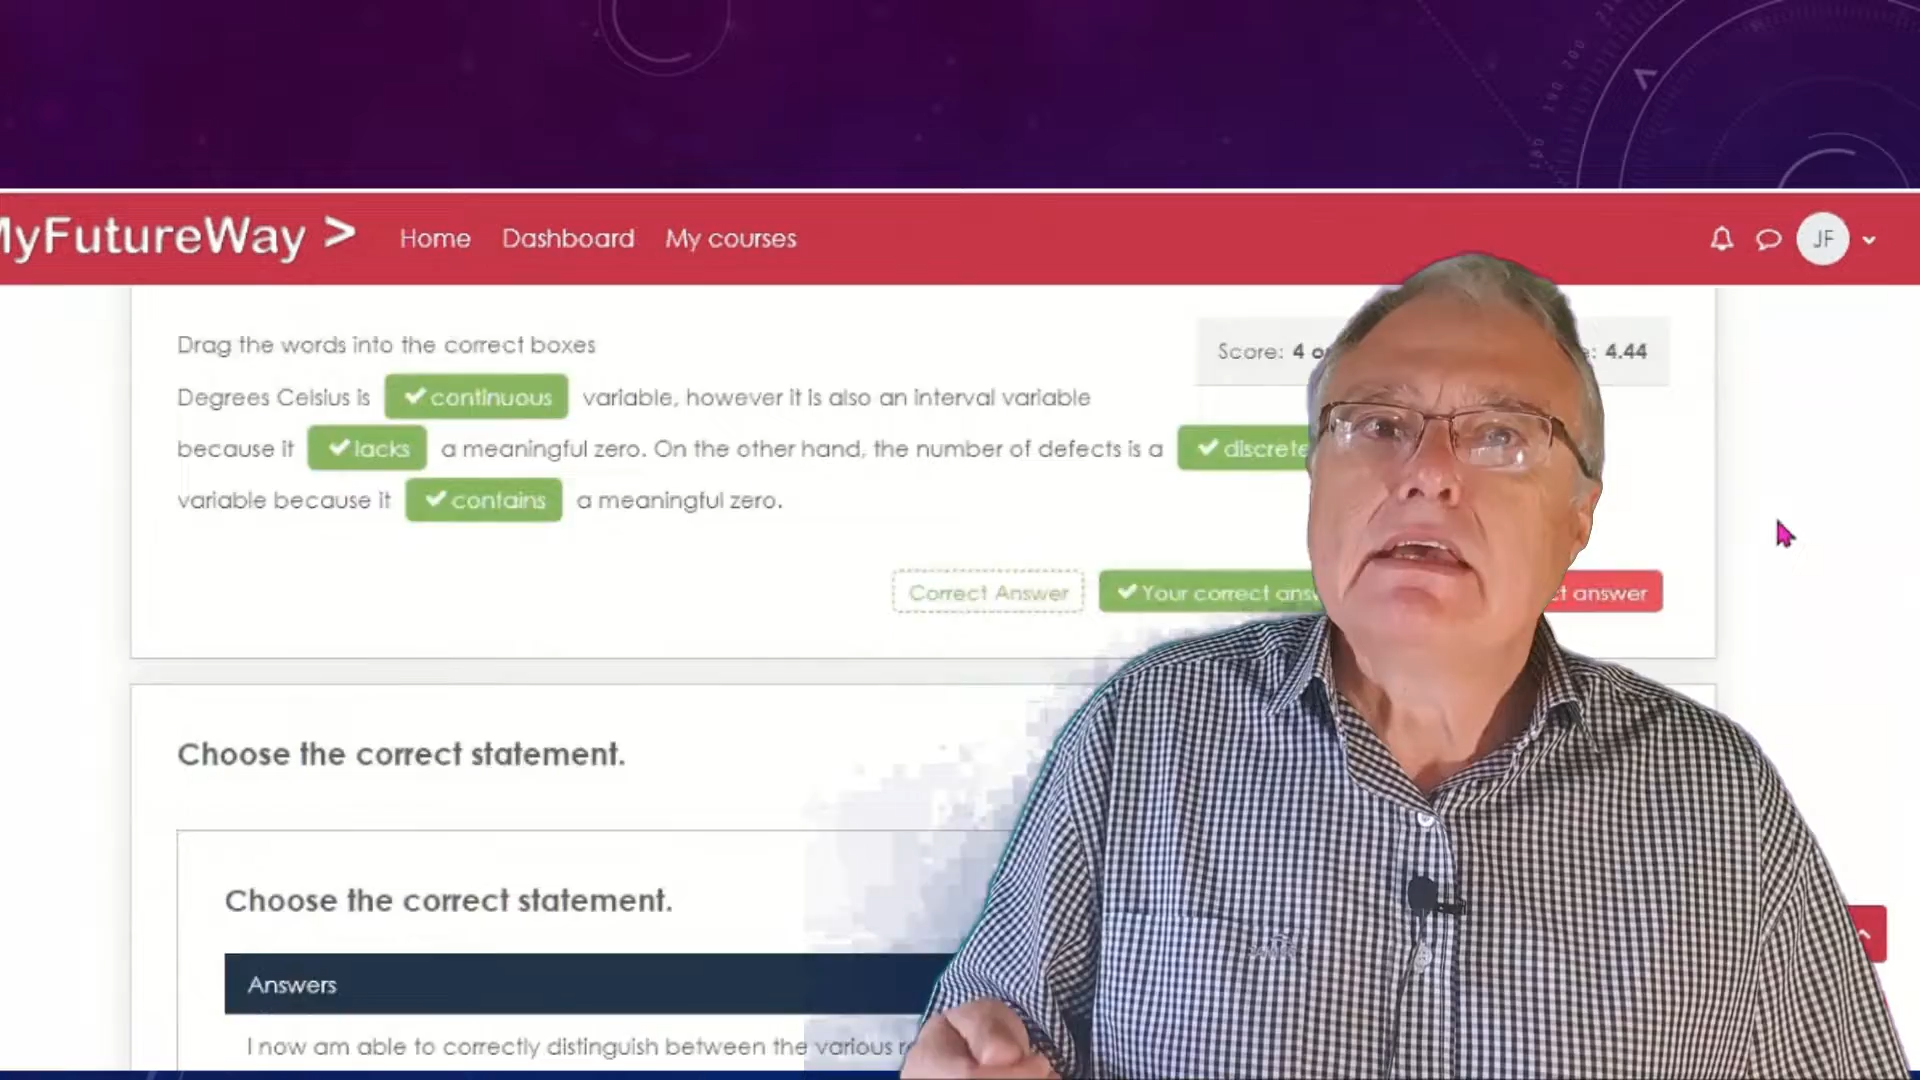 MyFutureWay > Home Dashboard My courses JF
Drag the words into the correct boxes
Score: 4 4.44
Degrees Celsius is continuous variable, however it is also an interval variable
because it lacks a meaningful zero. On the other hand, the number of defects is a discrete
variable because it contains a meaningful zero.
Correct Answer Your correct answer
Choose the correct statement.
Choose the correct statement.
Answers
I now am able to correctly distinguish between the various